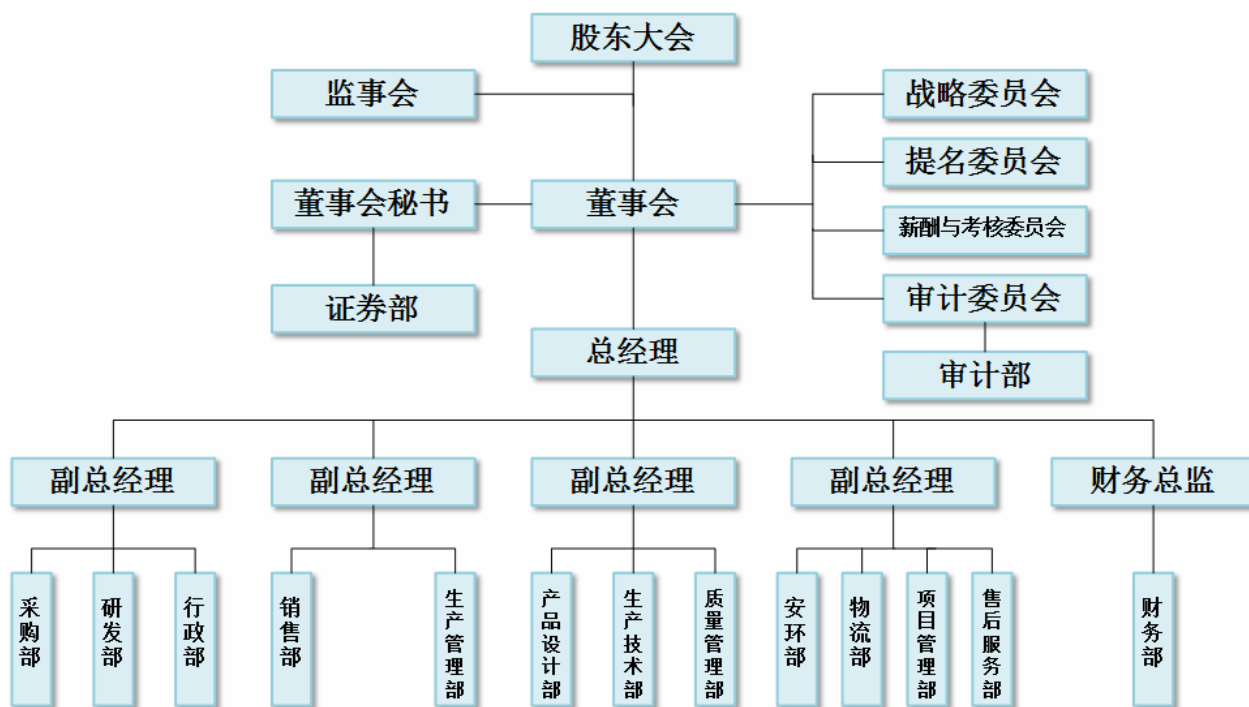 股东大会
监事会
战略委员会
提名委员会
董事会秘书
董事会
薪酬与考核委员会
证券部
审计委员会
总经理
审计部
副总经理
副总经理
副总经理
副总经理
财务总监
采购部
研发部
行政部
销售部
生产管理部
产品设计部
生产技术部
质量管理部
安环部
物流部
项目管理部
售后服务部
财务部